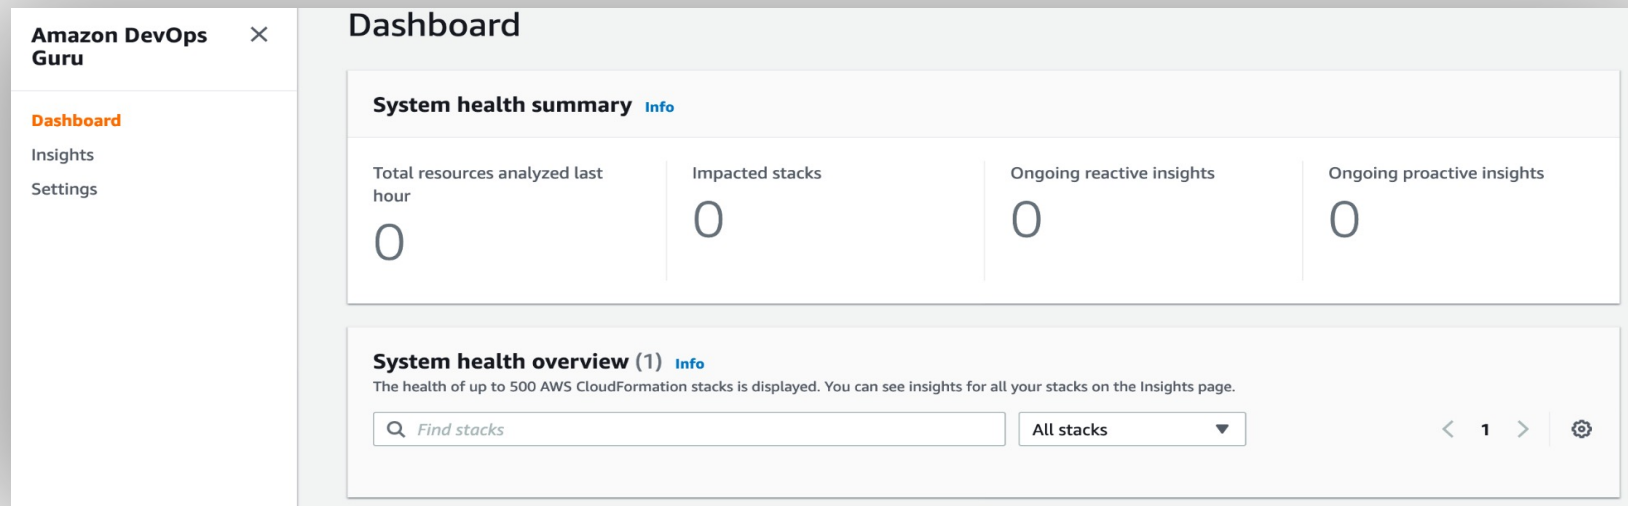 Amazon DevOps
Guru
Dashboard
Insights
Settings
Dashboard
System health summary Info
Total resources analyzed last
hour
0
Impacted stacks
0
Ongoing reactive insights
0
Ongoing proactive insights
0
System health overview (1) Info
The health of up to 500 AWS CloudFormation stacks is displayed. You can see insights for all your stacks on the Insights page.
Find stacks
All stacks
1